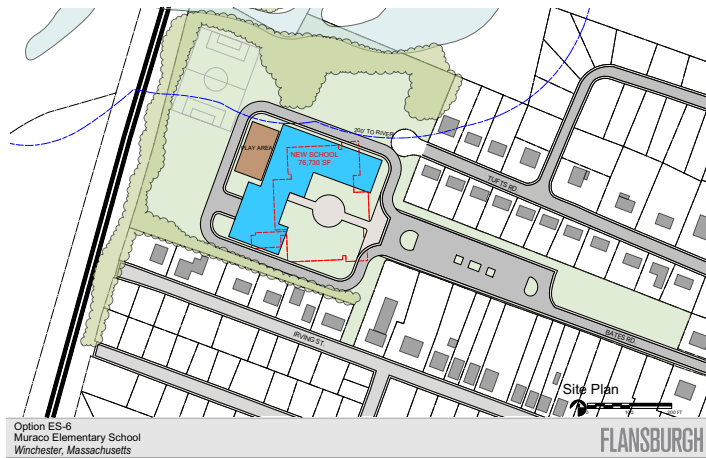 200' TO RIVER
PLAY AREA
NEW SCHOOL
76,730 SF
TUFTS RD
BATES RD
IRVING ST.
Site Plan
Option ES-6
Muraco Elementary School
Winchester, Massachusetts
FLANSBURGH